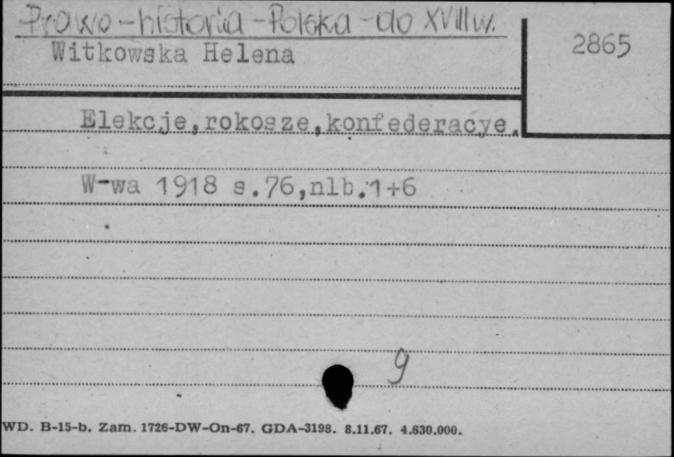 Prawo-historia-Polska-do XVIII w.
Witkowska Helena
2865
Elekcje,rokosze,konfederacye.
W-wa 1918 s.76,nlb.1+6
9
WD. B-15-b. Zam. 1726-DW-On-67. GDA-3198. 8.11.67. 4.630.000.